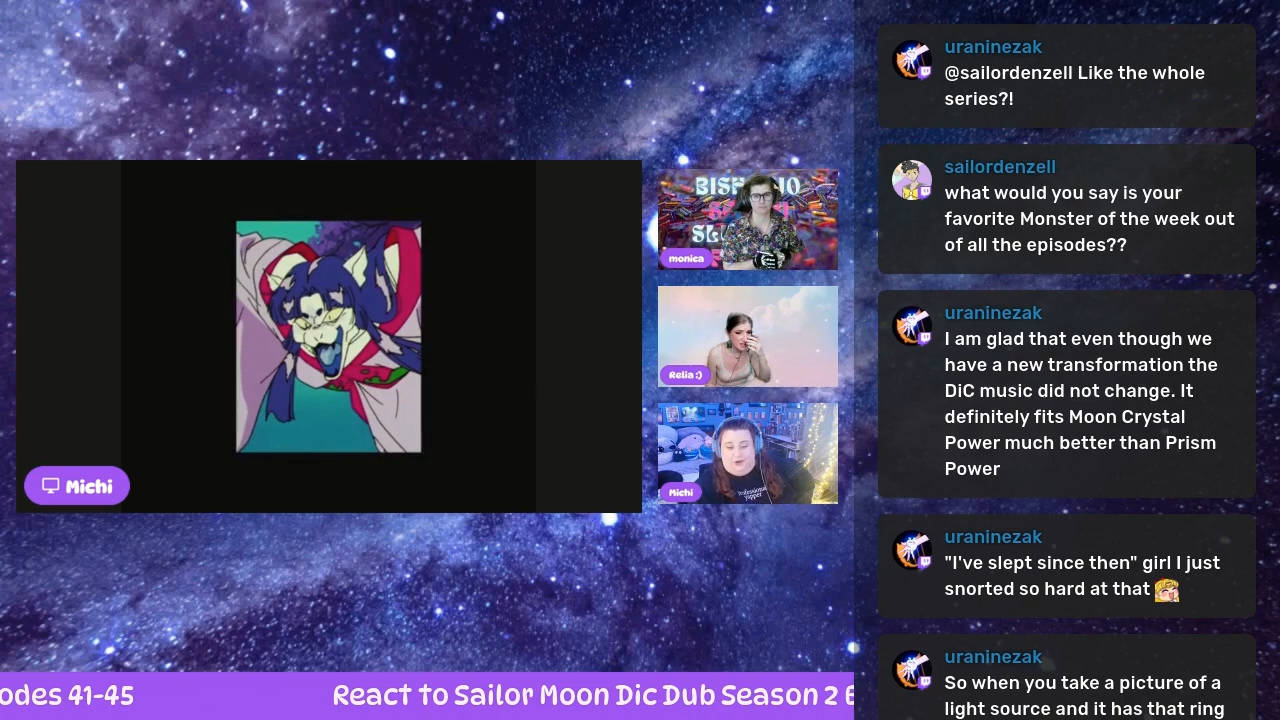 uraninezak
@sailordenzell Like the whole
series?!
sailordenzell
what would you say is your
favorite Monster of the week out
of all the episodes??
uraninezak
I am glad that even though we
have a new transformation the
DiC music did not change. It
definitely fits Moon Crystal
Power much better than Prism
Power
uraninezak
"I've slept since then" girl I just
snorted so hard at that
uraninezak
So when you take a picture of a
light source and it has that ring
monica
Relia :)
Michi
Michi
odes 41-45
React to Sailor Moon Dic Dub Season 2 E